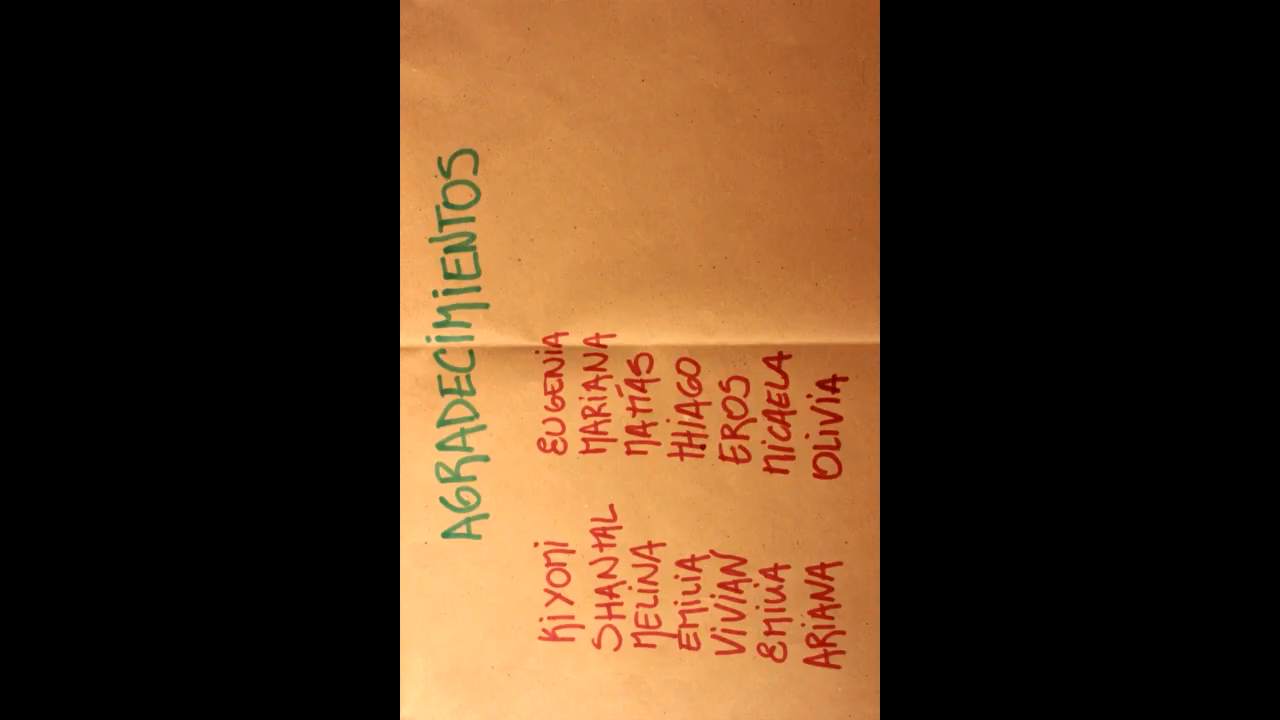 AGRADECIMIENTOS
KIYOMI EUGENIA
SHANTAL MARIANA
MELINA MATÍAS
EMILIA THIAGO
VIVIAN EROS
EMILIA MICAELA
ARIANA OLIVIA